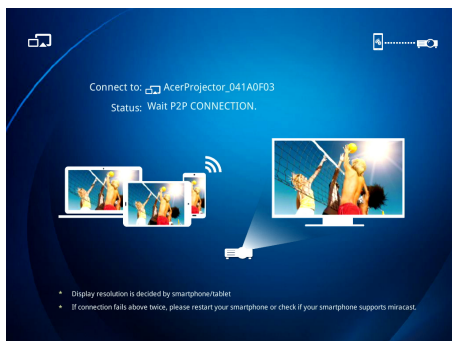 Connect to: AcerProjector_041A0F03
Status: Wait P2P CONNECTION.
* Display resolution is decided by smartphone/tablet
* If connection fails above twice, please restart your smartphone or check if your smartphone supports miracast.